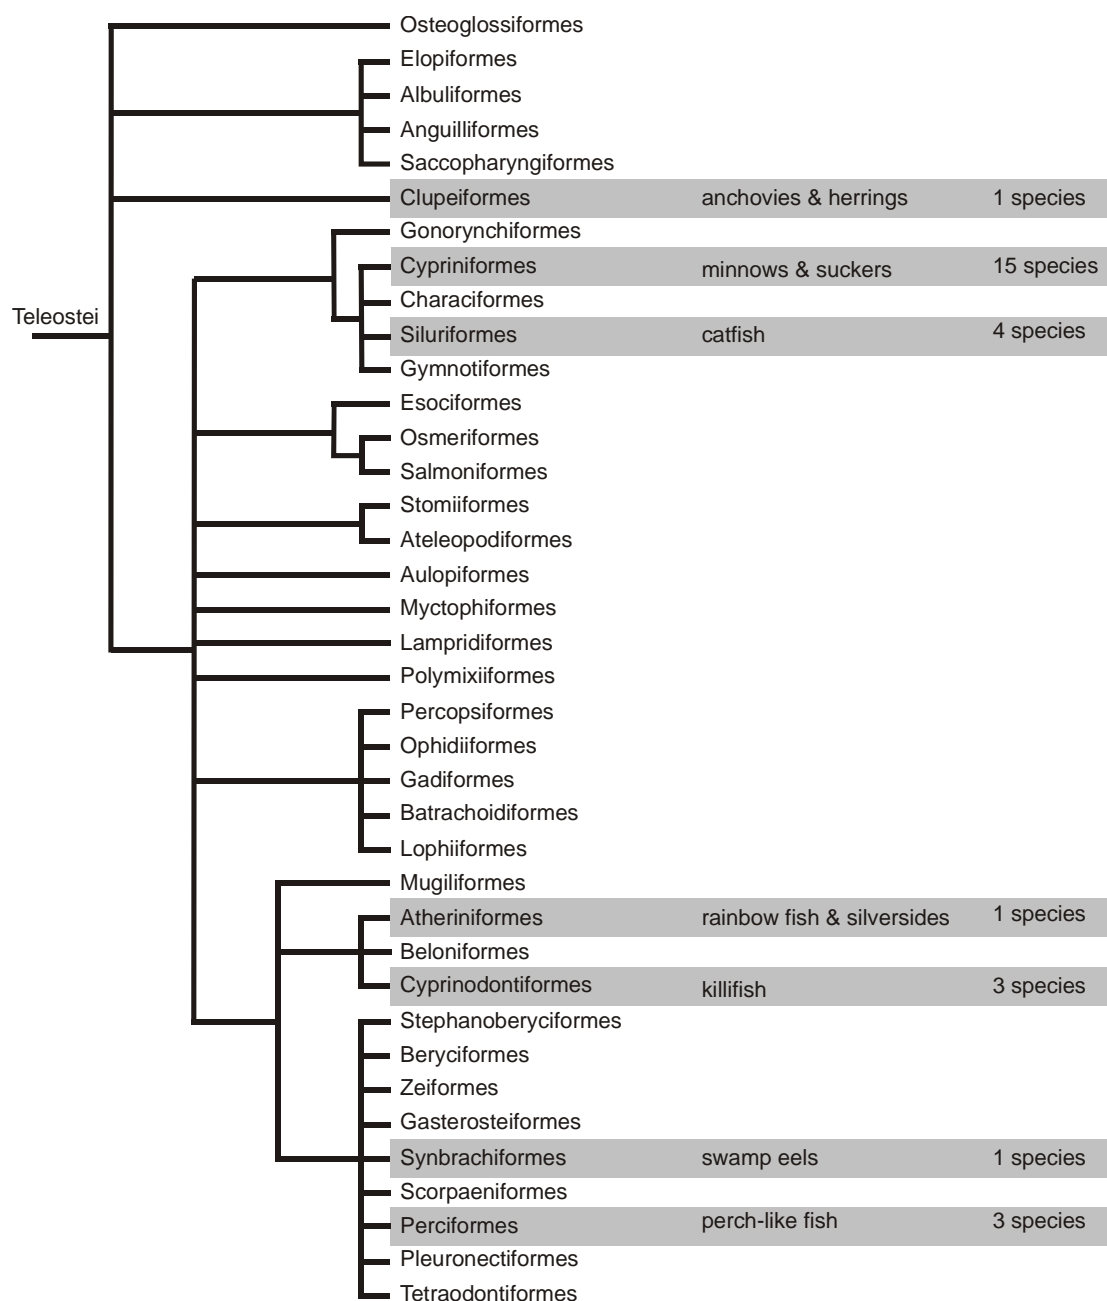 Osteoglossiformes
Elopiformes
Albuliformes
Anguilliformes
Saccopharyngiformes
Clupeiformes anchovies & herrings 1 species
Gonorynchiformes
Cypriniformes minnows & suckers 15 species
Characiformes
Teleostei
Siluriformes catfish 4 species
Gymnotiformes
Esociformes
Osmeriformes
Salmoniformes
Stomiiformes
Ateleopodiformes
Aulopiformes
Myctophiformes
Lampridiformes
Polymixiiformes
Percopsiformes
Ophidiiformes
Gadiformes
Batrachoidiformes
Lophiiformes
Mugiliformes
Atheriniformes rainbow fish & silversides 1 species
Beloniformes
Cyprinodontiformes killifish 3 species
Stephanoberyciformes
Beryciformes
Zeiformes
Gasterosteiformes
Synbrachiformes swamp eels 1 species
Scorpaeniformes
Perciformes perch-like fish 3 species
Pleuronectiformes
Tetraodontiformes